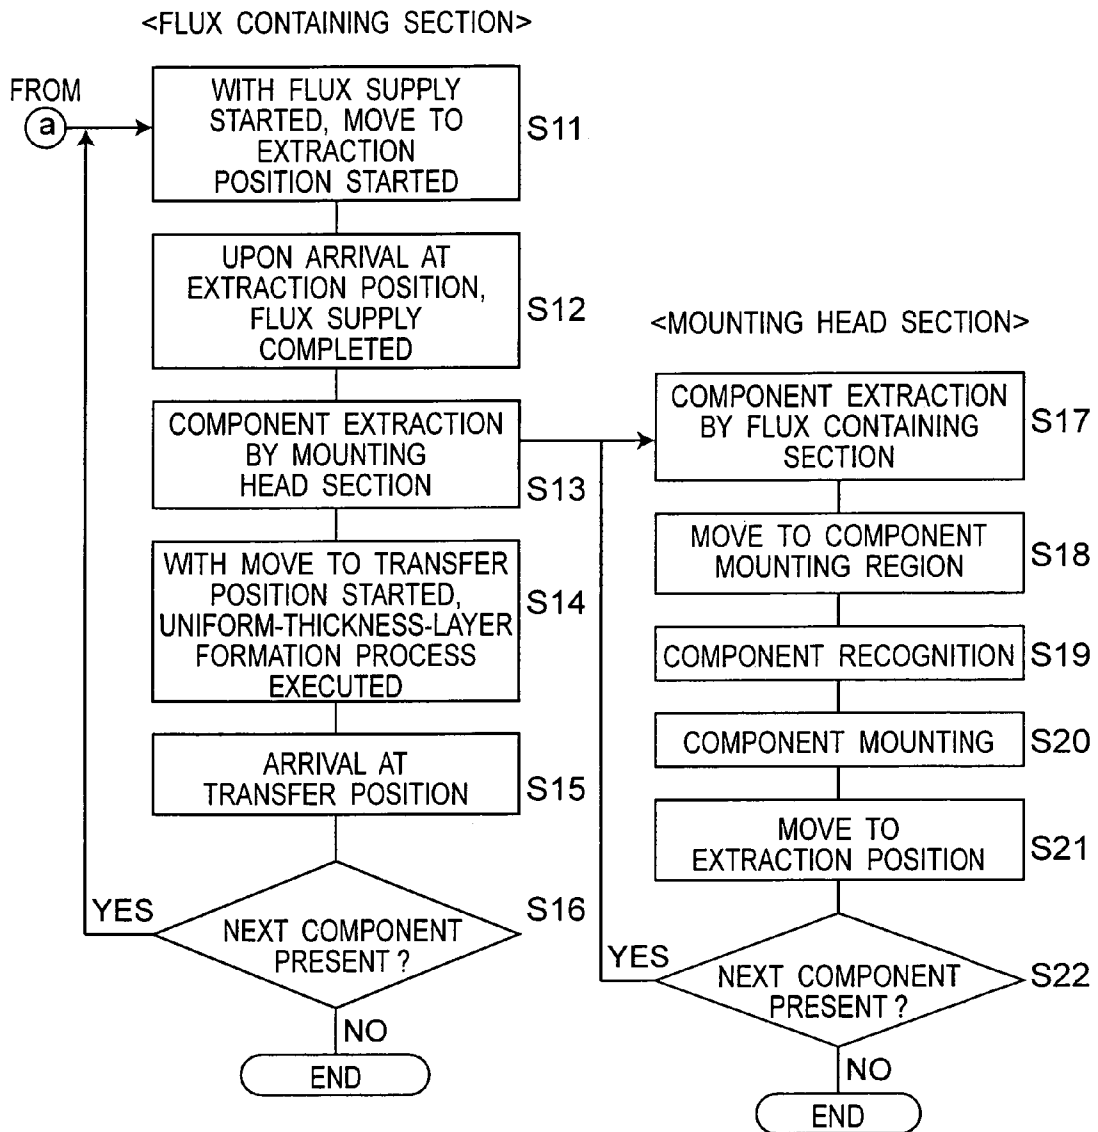 <FLUX CONTAINING SECTION>
FROM
a
WITH FLUX SUPPLY
STARTED, MOVE TO
EXTRACTION
POSITION STARTED
S11
UPON ARRIVAL AT
EXTRACTION POSITION,
FLUX SUPPLY
COMPLETED
S12
COMPONENT EXTRACTION
BY MOUNTING
HEAD SECTION
S13
WITH MOVE TO TRANSFER
POSITION STARTED,
UNIFORM-THICKNESS-LAYER
FORMATION PROCESS
EXECUTED
S14
ARRIVAL AT
TRANSFER POSITION
S15
NEXT COMPONENT
PRESENT ?
S16
YES
NO
END
<MOUNTING HEAD SECTION>
COMPONENT EXTRACTION
BY FLUX CONTAINING
SECTION
S17
MOVE TO COMPONENT
MOUNTING REGION
S18
COMPONENT RECOGNITION
S19
COMPONENT MOUNTING
S20
MOVE TO
EXTRACTION POSITION
S21
NEXT COMPONENT
PRESENT ?
S22
YES
NO
END